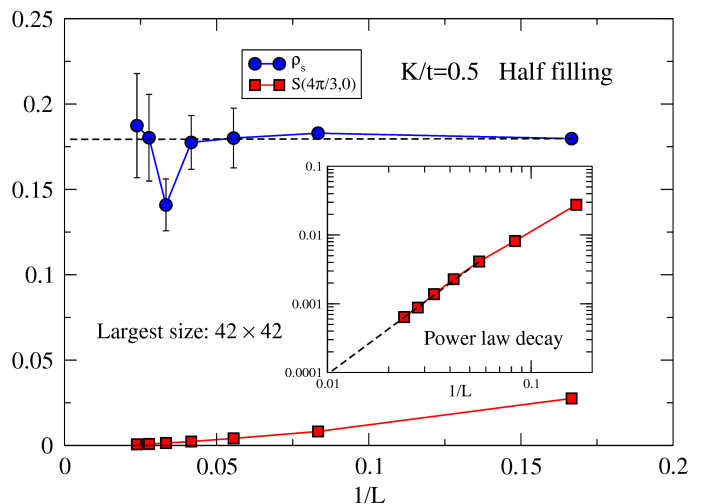 0.25
0.2
0.15
0.125
0.05
0
0
0.05
0.1
0.15
0.2
1/L
ρs
S(4π/3,0)
K/t=0.5 Half filling
Largest size: 42 × 42
0.1
0.01
0.001
0.0001
0.01
0.1
1/L
Power law decay